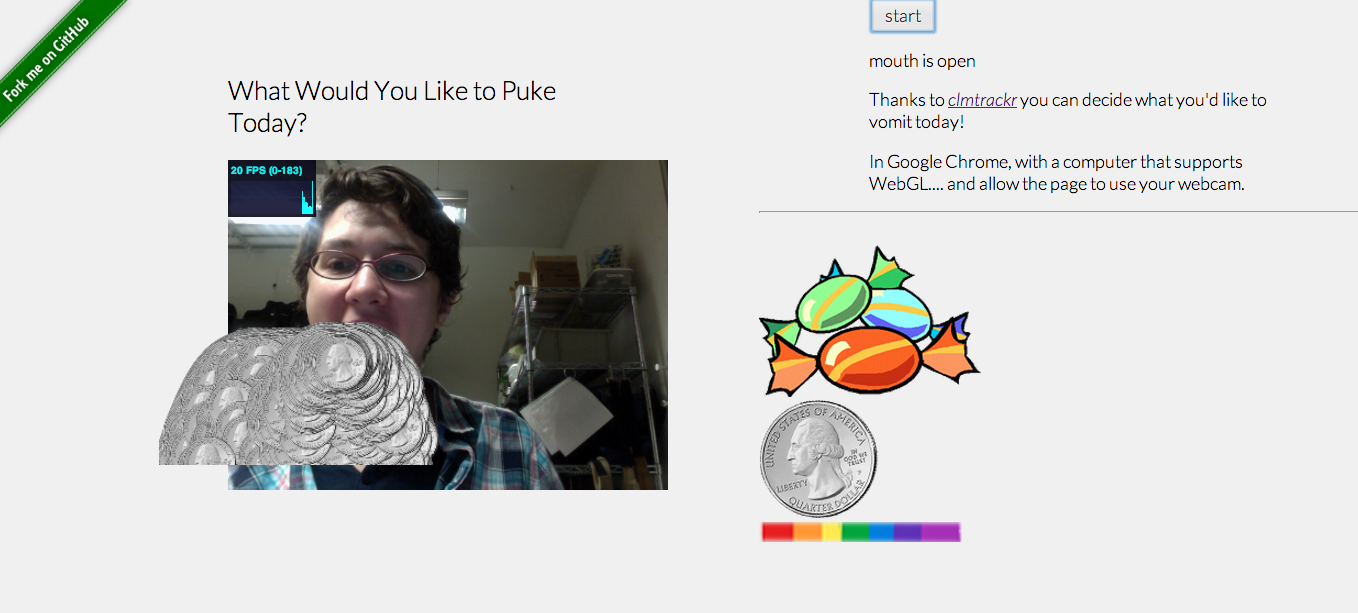 Fork me on GitHub
What Would You Like to Puke
Today?
20 FPS (0-183)
start
mouth is open
Thanks to clmtrackr you can decide what you'd like to
vomit today!
In Google Chrome, with a computer that supports
WebGL.... and allow the page to use your webcam.
UNITED STATES OF AMERICA
IN
GOD WE
TRUST
P
LIBERTY
QUARTER DOLLAR